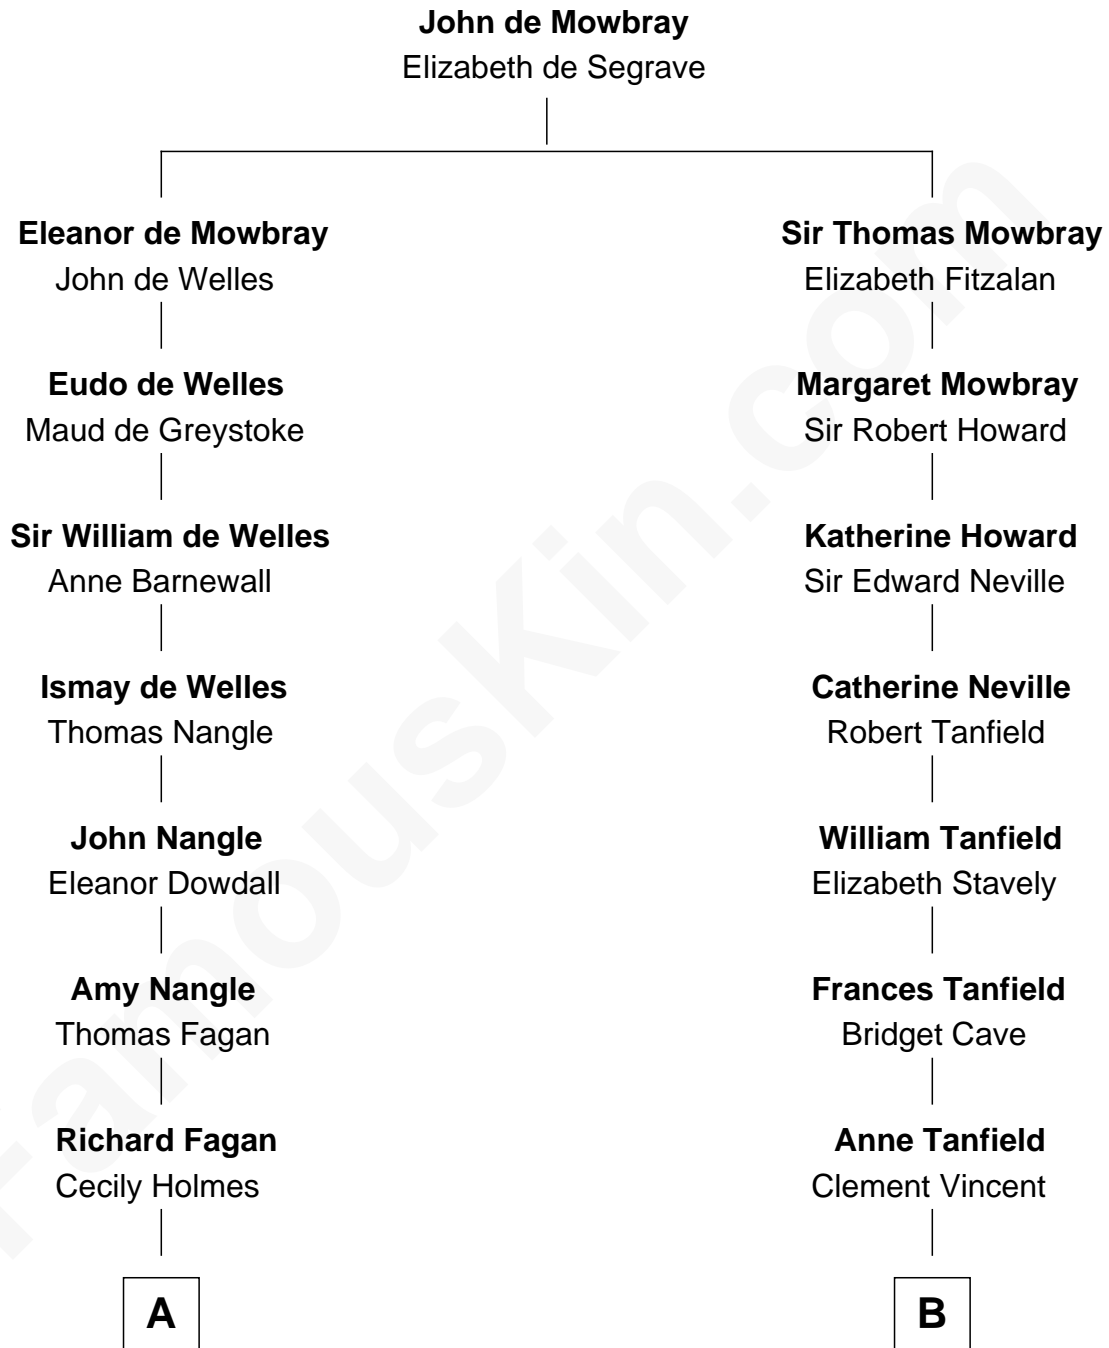 John de Mowbray
Elizabeth de Segrave
Eleanor de Mowbray
John de Welles
Sir Thomas Mowbray
Elizabeth Fitzalan
Eudo de Welles
Maud de Greystoke
Margaret Mowbray
Sir Robert Howard
Sir William de Welles
Anne Barnewall
Katherine Howard
Sir Edward Neville
Ismay de Welles
Thomas Nangle
Catherine Neville
Robert Tanfield
John Nangle
Eleanor Dowdall
William Tanfield
Elizabeth Stavely
Amy Nangle
Thomas Fagan
Frances Tanfield
Bridget Cave
Richard Fagan
Cecily Holmes
Anne Tanfield
Clement Vincent
A
B
FamousKin.com